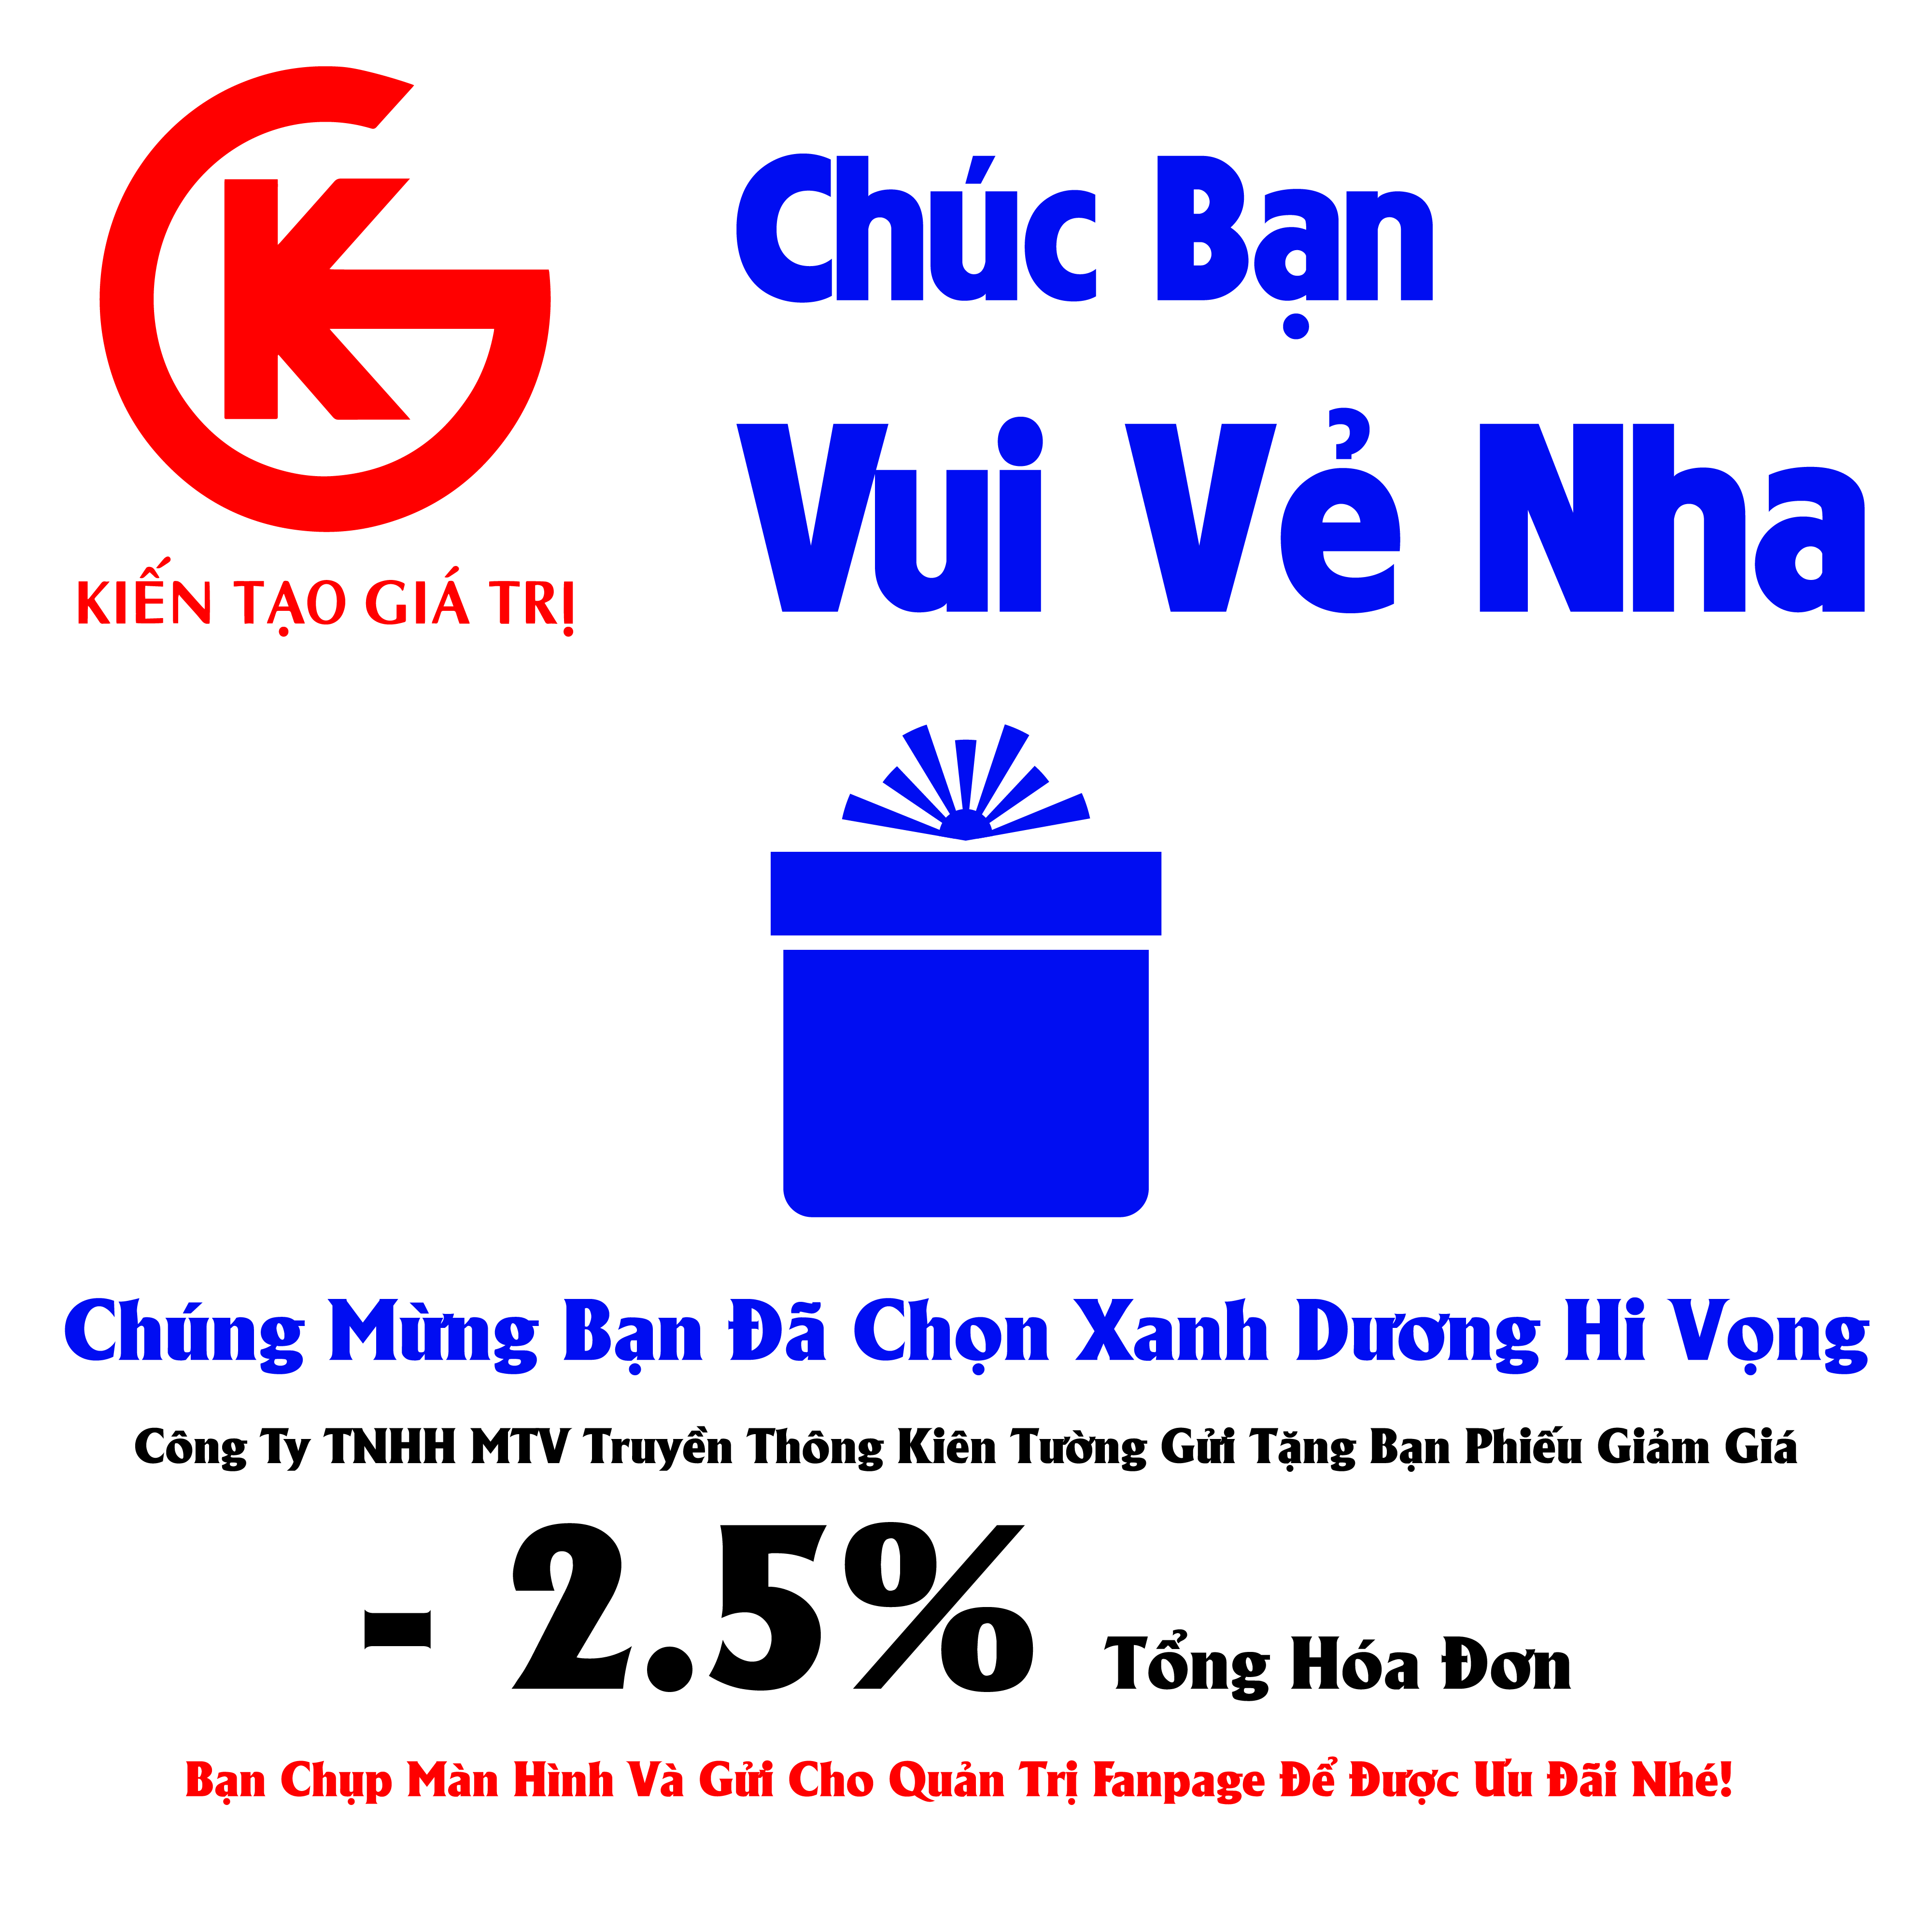 KG
KIẾN TẠO GIÁ TRỊ
Chúc Bạn
Vui Vẻ Nha
Chúng Mừng Bạn Đã Chọn Xanh Dương Hi Vọng
Công Ty TNHH MTV Truyền Thông Kiên Tường Gửi Tặng Bạn Phiếu Giảm Giá
- 2.5% Tổng Hóa Đơn
Bạn Chụp Màn Hình Và Gửi Cho Quản Trị Fanpage Để Được Ưu Đãi Nhé!